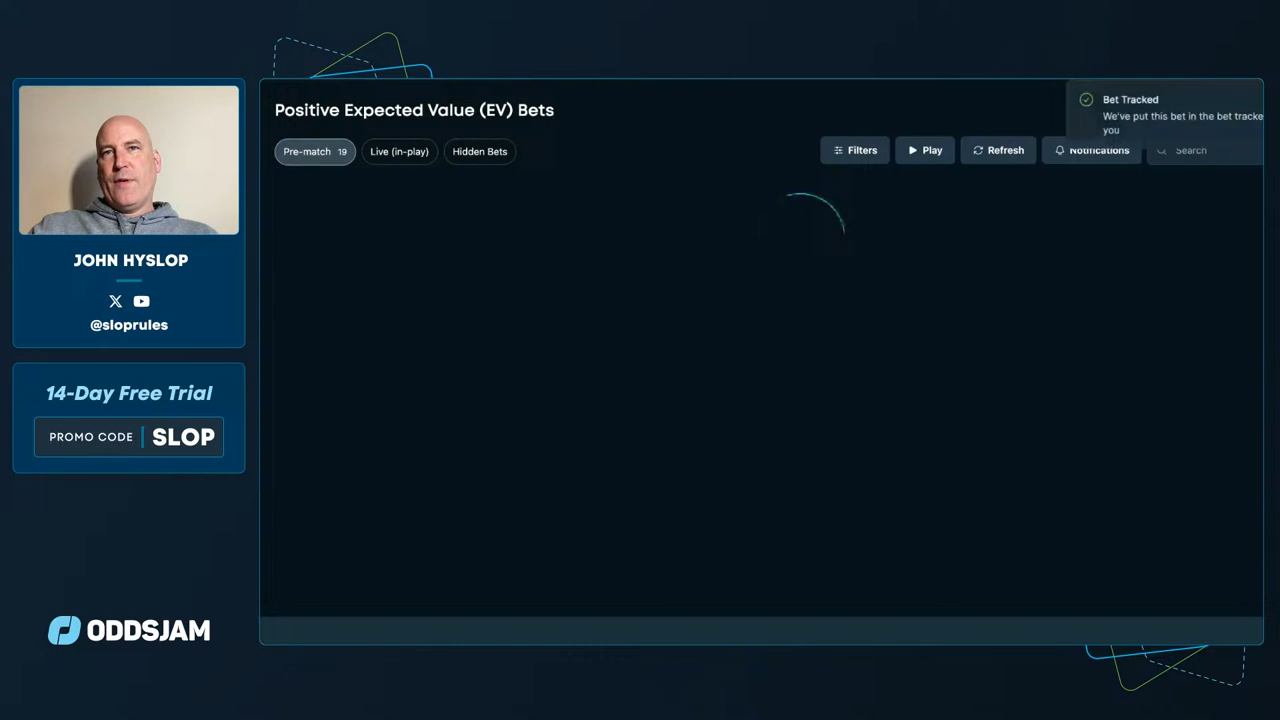 Positive Expected Value (EV) Bets
Bet Tracked
We've put this bet in the bet tracke
you
Pre-match 19
Live (in-play)
Hidden Bets
Filters
Play
Refresh
Notifications
Search
JOHN HYSLOP
@sloprules
14-Day Free Trial
PROMO CODE | SLOP
ODDSJAM